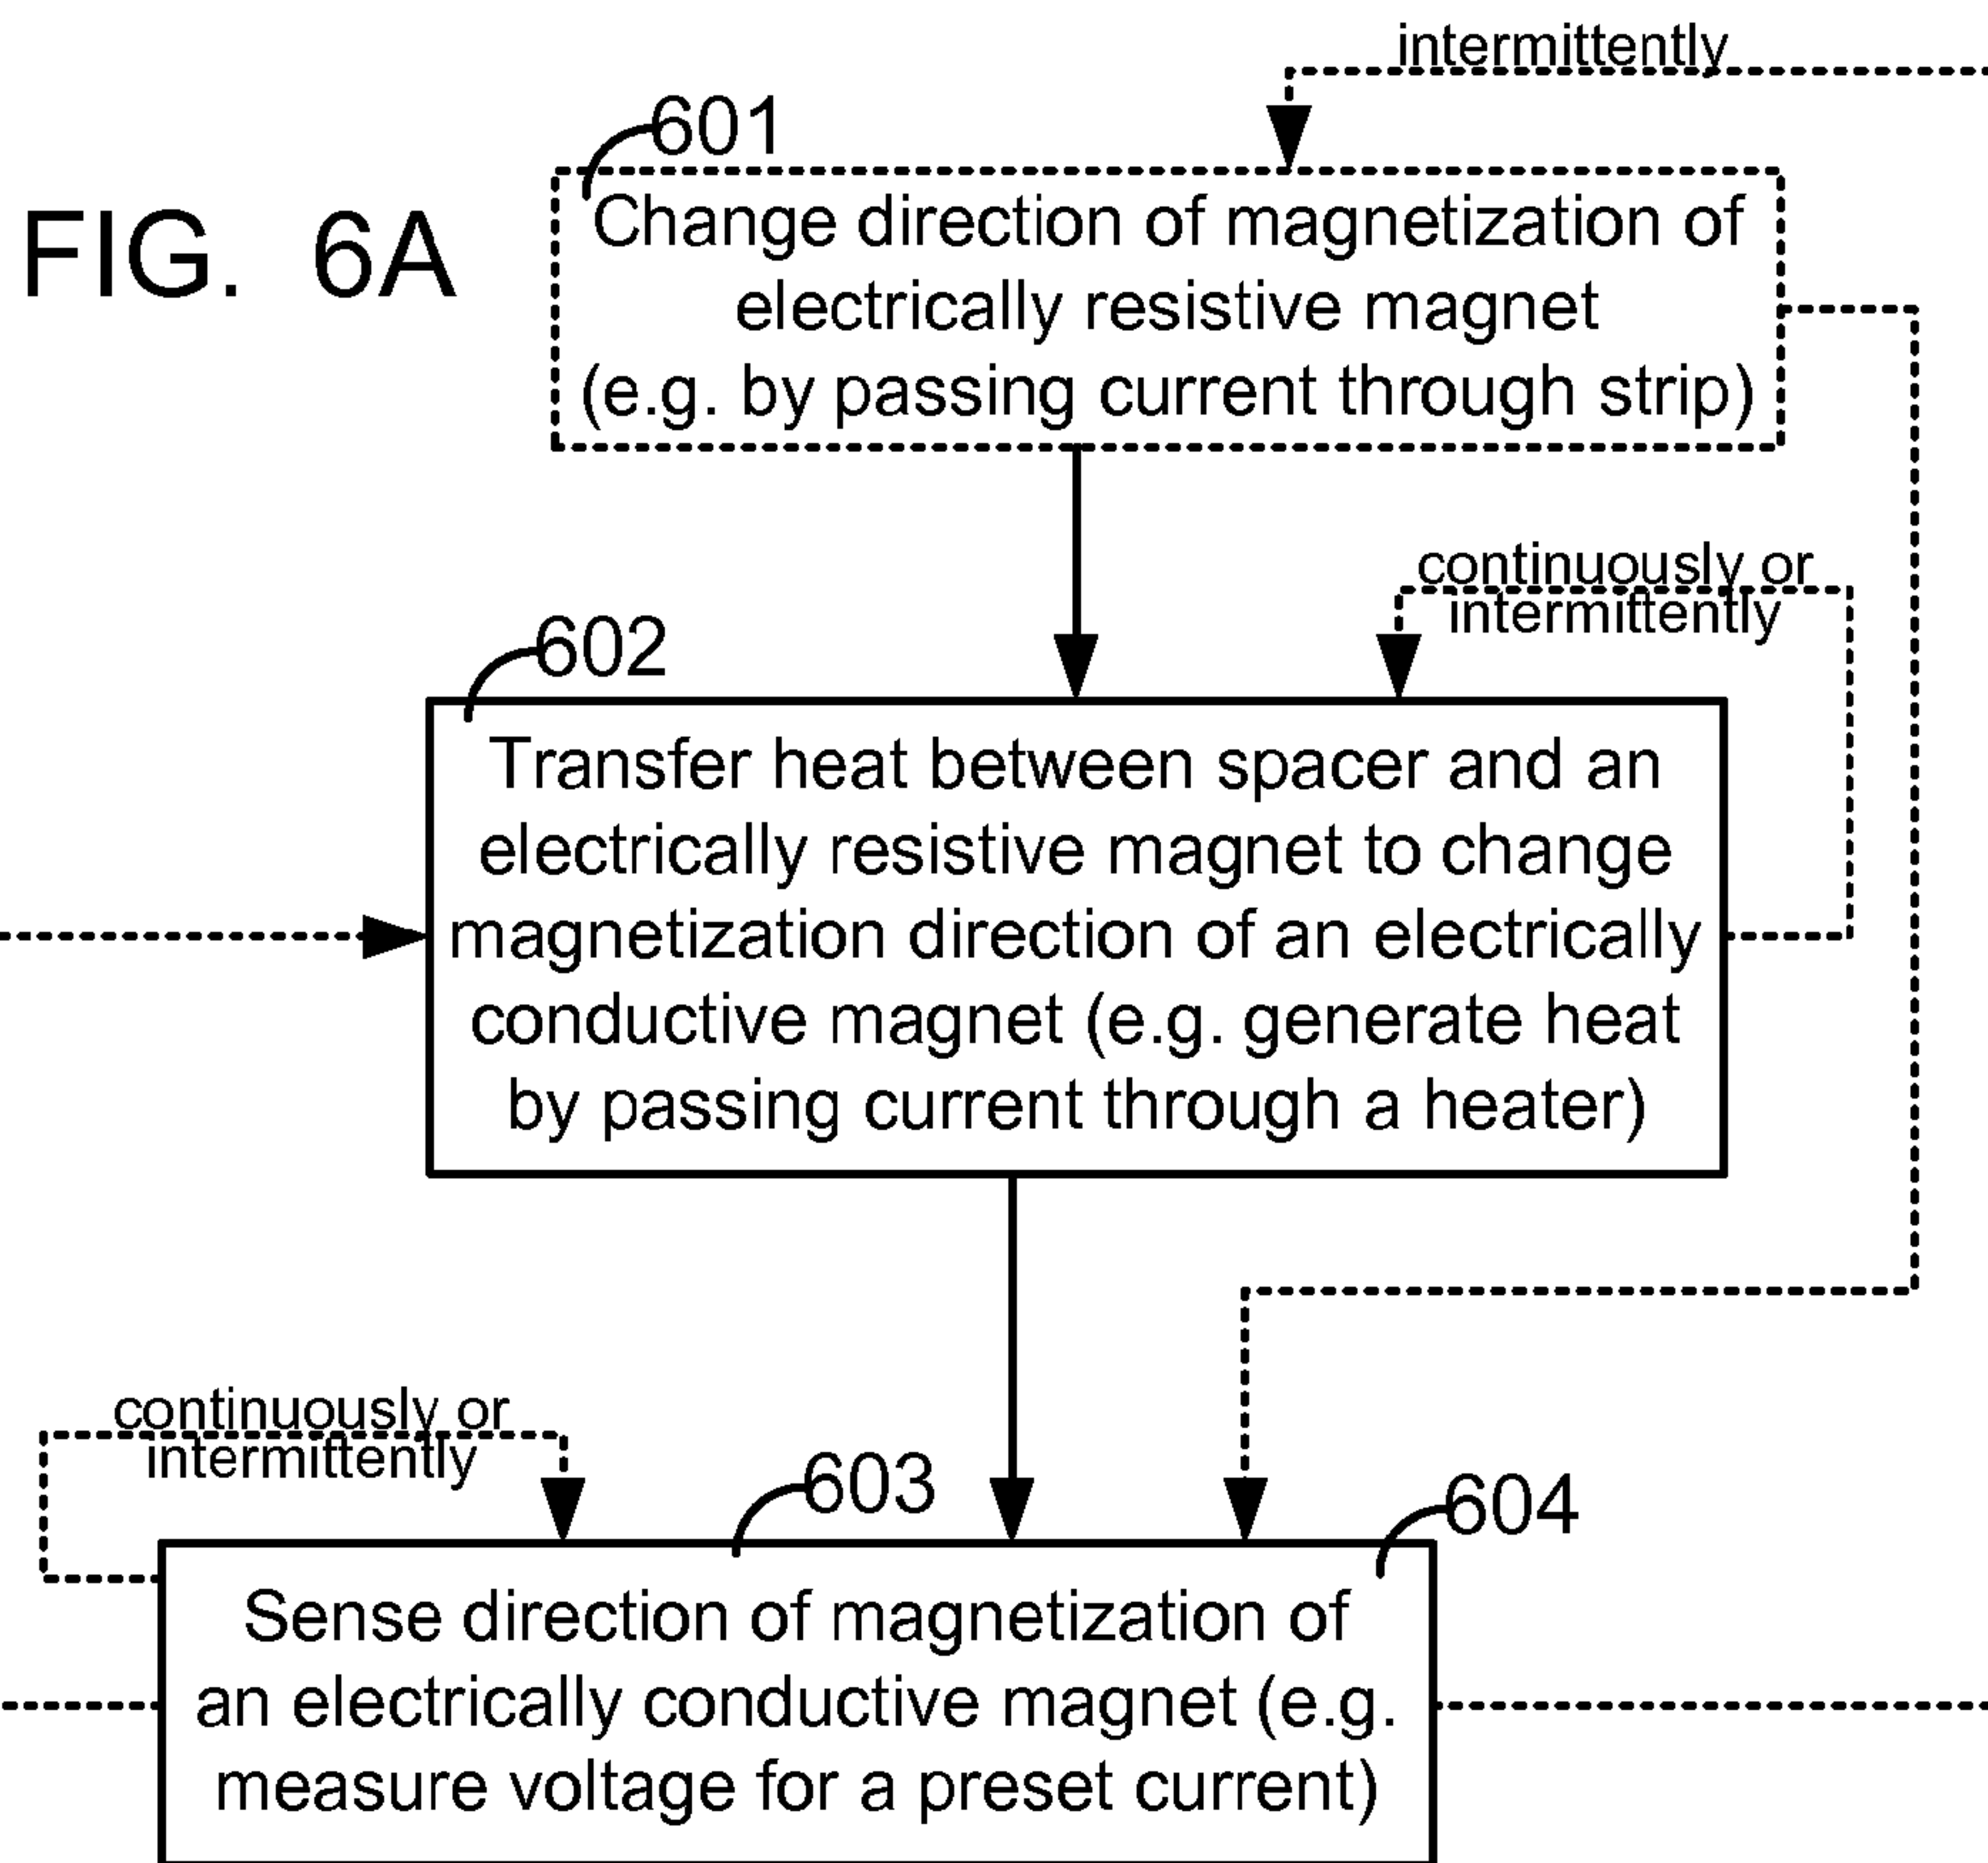 intermittently
601
FIG. 6A
Change direction of magnetization of
electrically resistive magnet
(e.g. by passing current through strip)
continuously or
intermittently
602
Transfer heat between spacer and an
electrically resistive magnet to change
magnetization direction of an electrically
conductive magnet (e.g. generate heat
by passing current through a heater)
continuously or
intermittently
603
604
Sense direction of magnetization of
an electrically conductive magnet (e.g.
measure voltage for a preset current)